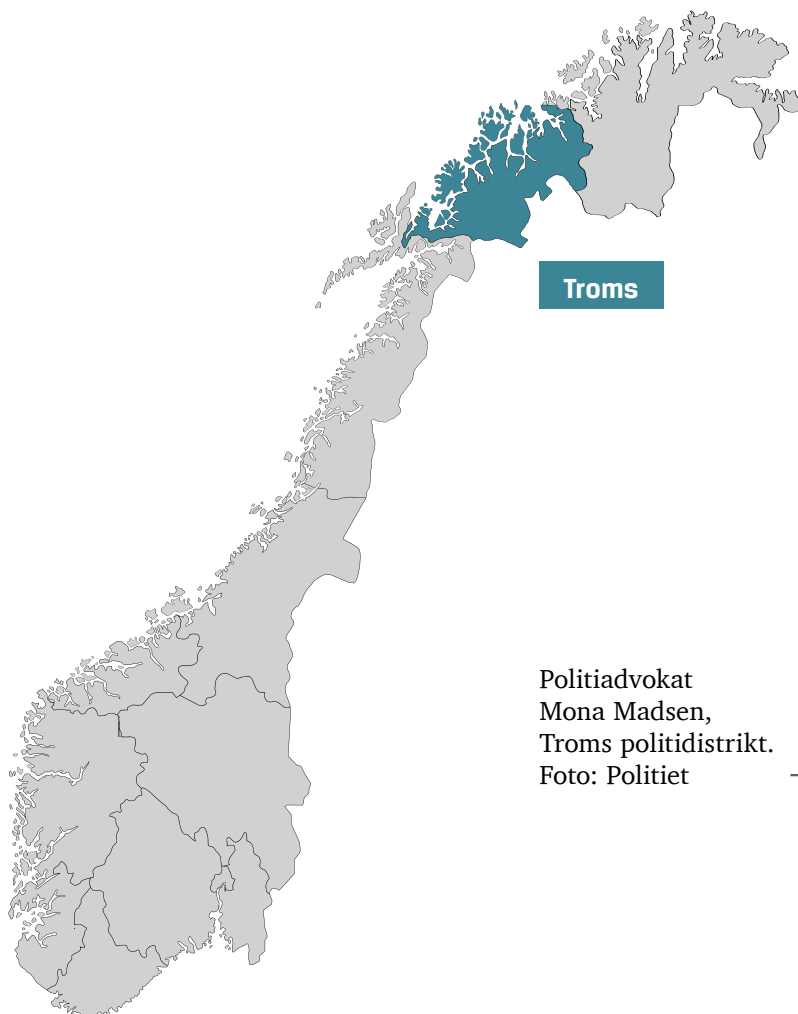 Troms
Politiadvokat
Mona Madsen,
Troms politidistrikt.
Foto: Politiet